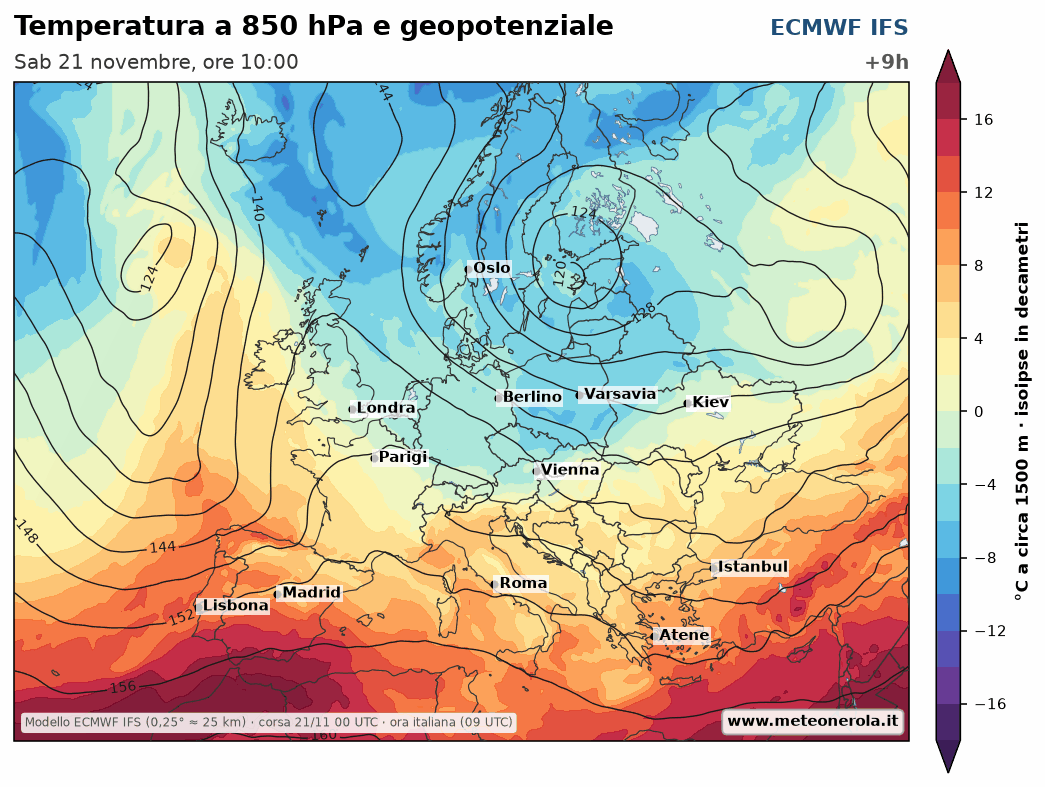 Temperatura a 850 hPa e geopotenziale
ECMWF IFS
Sab 21 novembre, ore 10:00
+9h
144
140
124
124
120
128
Oslo
Berlino
Varsavia
Kiev
Londra
Parigi
Vienna
148
144
Istanbul
Roma
Madrid
Lisbona
152
Atene
156
160
Modello ECMWF IFS (0,25° ≈ 25 km) · corsa 21/11 00 UTC · ora italiana (09 UTC)
www.meteonerola.it
16
12
8
4
0
−4
−8
−12
−16
°C a circa 1500 m · isoipse in decametri